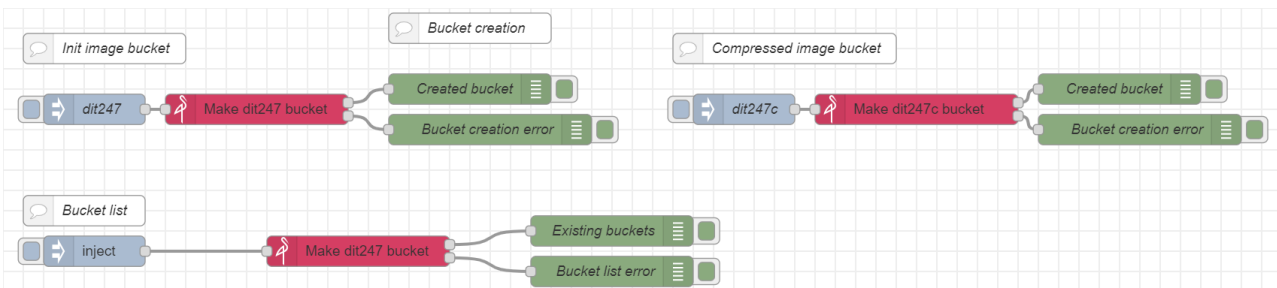 Bucket creation
Init image bucket
Compressed image bucket
dit247
Make dit247 bucket
Created bucket
Bucket creation error
dit247c
Make dit247c bucket
Created bucket
Bucket creation error
Bucket list
inject
Make dit247 bucket
Existing buckets
Bucket list error